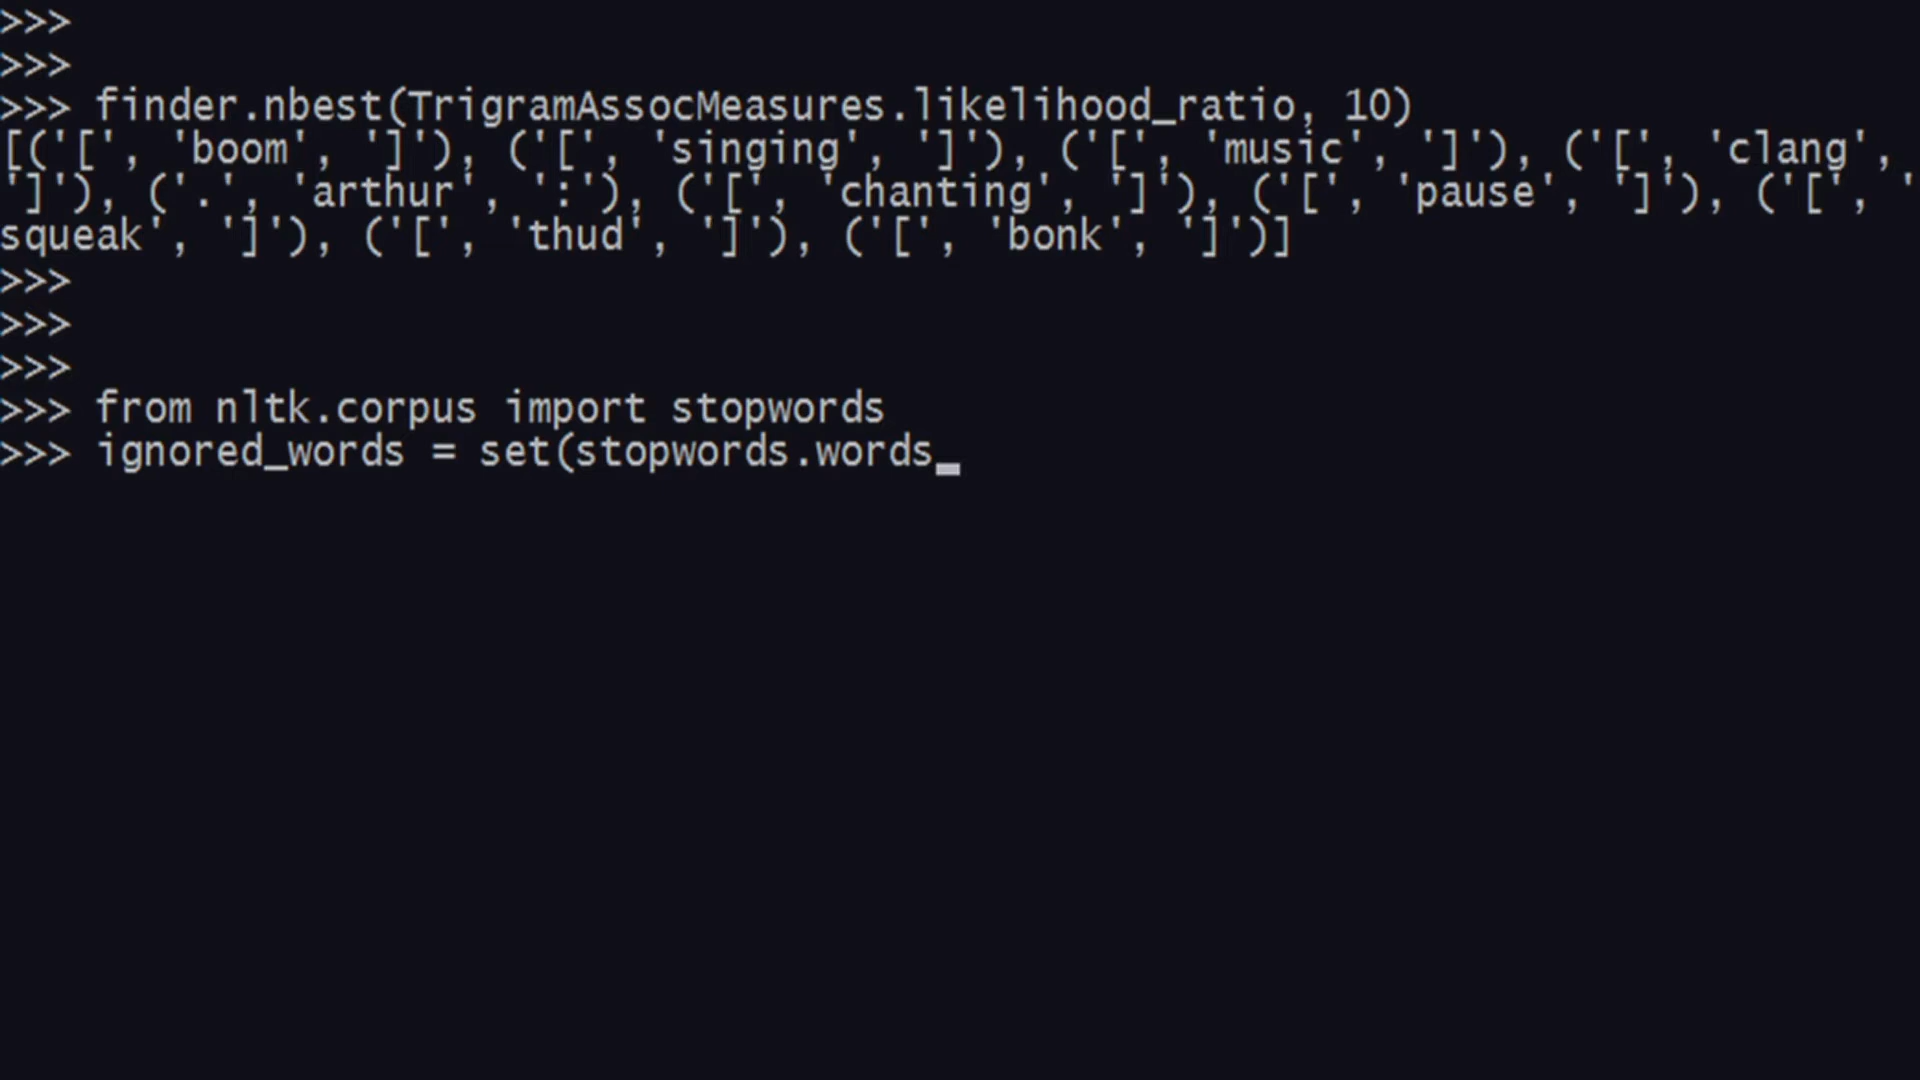 >>>
>>>
>>> finder.nbest(TrigramAssocMeasures.likelihood_ratio, 10)
[('[', 'boom', ']'), ('[', 'singing', ']'), ('[', 'music', ']'), ('[', 'clang',
']'), ('.', 'arthur', ':'), ('[', 'chanting', ']'), ('[', 'pause', ']'), ('[', '
squeak', ']'), ('[', 'thud', ']'), ('[', 'bonk', ']')]
>>>
>>>
>>>
>>> from nltk.corpus import stopwords
>>> ignored_words = set(stopwords.words